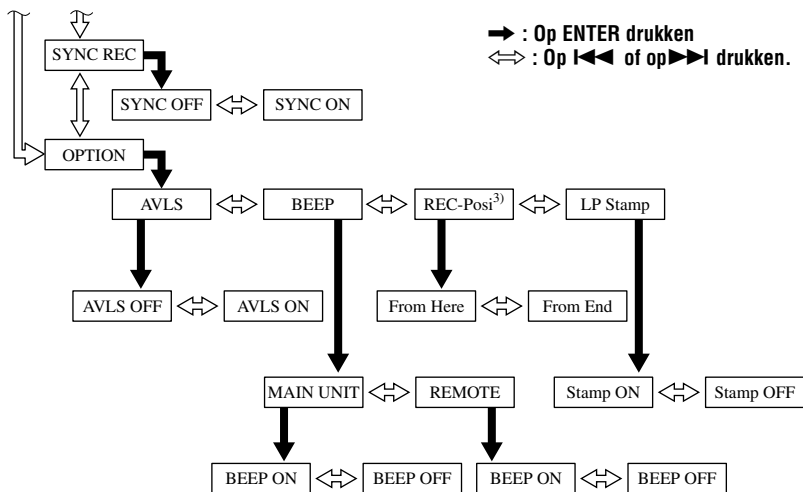 ➡ : Op ENTER drukken
SYNC REC
⇔ : Op I◀◀ of op▶▶I drukken.
SYNC OFF SYNC ON
OPTION
AVLS BEEP REC-Posi3) LP Stamp
AVLS OFF AVLS ON From Here From End
MAIN UNIT REMOTE Stamp ON Stamp OFF
BEEP ON BEEP OFF BEEP ON BEEP OFF